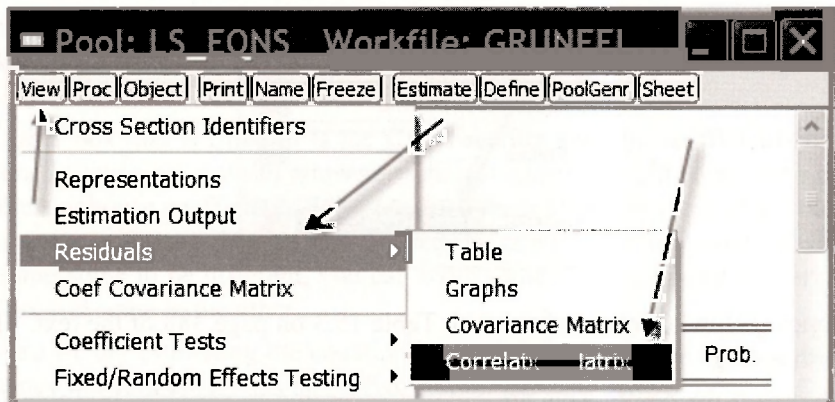 Pool: LS_EQNS Workfile: GRUNFEL
View Proc Object Print Name Freeze Estimate Define PoolGenr Sheet
Cross Section Identifiers
Representations
Estimation Output
Residuals
Table
Coef Covariance Matrix
Graphs
Covariance Matrix
Coefficient Tests
Prob.
Fixed/Random Effects Testing